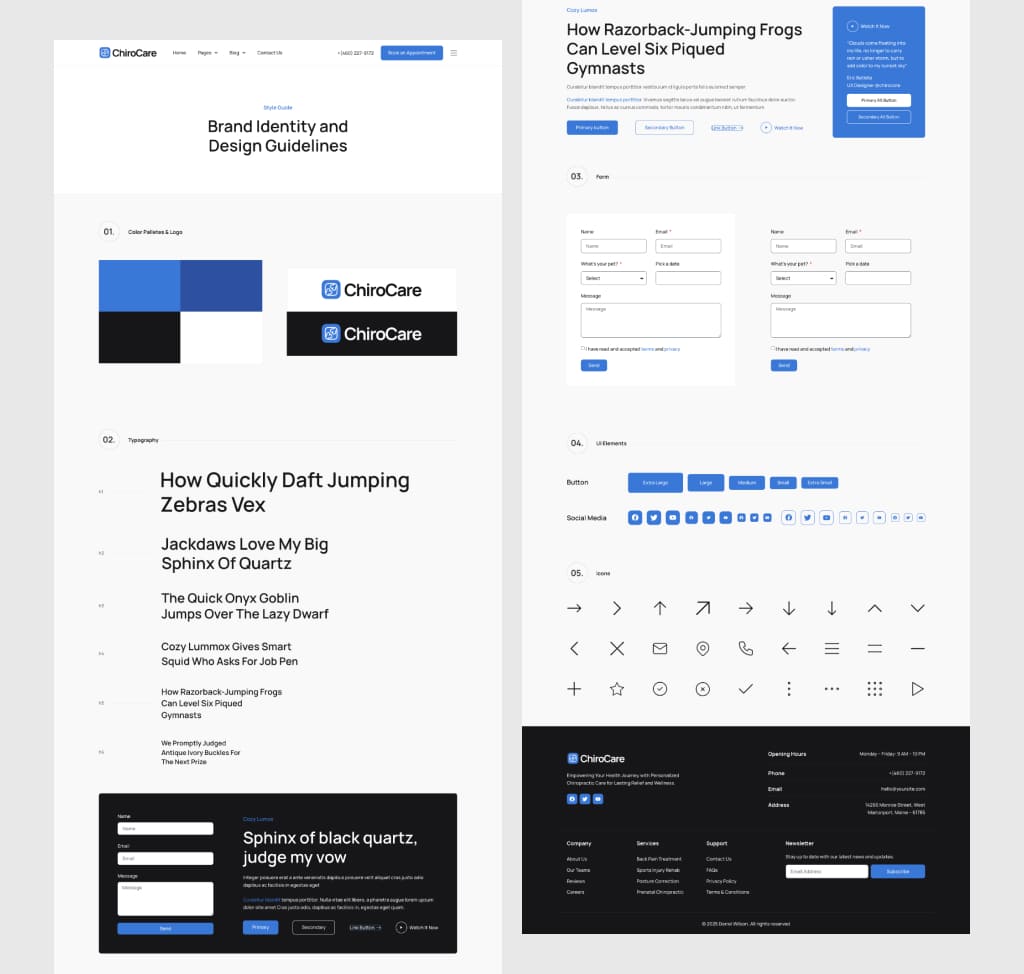 ChiroCare
Home Pages Blog Contact Us
+(460) 227-9172
Book an Appointment
Style Guide
Brand Identity and
Design Guidelines
01.
Color Palletes & Logo
ChiroCare
ChiroCare
02.
Typography
h1
How Quickly Daft Jumping
Zebras Vex
h2
Jackdaws Love My Big
Sphinx Of Quartz
h3
The Quick Onyx Goblin
Jumps Over The Lazy Dwarf
h4
Cozy Lummox Gives Smart
Squid Who Asks For Job Pen
h5
How Razorback-Jumping Frogs
Can Level Six Piqued
Gymnasts
h6
We Promptly Judged
Antique Ivory Buckles For
The Next Prize
Name
Name
Email
Email
Message
Message
Send
Cozy Lumox
Sphinx of black quartz,
judge my vow
Integer posuere erat a ante venenatis dapibus posuere velit aliquet cras justo odio
dapibus ac facilisis in egestas eget
Curabitur blandit tempus porttitor. Nulla vitae elit libero, a pharetra augue lorem ipsum
dolor site amet Cras justo odio, dapibus ac facilisis in, egestas eget quam.
Primary
Secondary
Link Button
Watch It Now
Cozy Lumox
How Razorback-Jumping Frogs
Can Level Six Piqued
Gymnasts
Curabitur blandit tempus porttitor vestibulum id ligula porta felis euismod semper
Curabitur blandit tempus porttitor. Vivamus sagittis lacus vel augue laoreet rutrum faucibus dolor auctor.
Fusce dapibus, tellus ac cursus commodo, tortor mauris condimentum nibh, ut fermentum
Primary button
Secondary Button
Link Button
Watch It Now
Watch It Now
"Clouds come floating into
my life, no longer to carry
rain or usher storm, but to
add color to my sunset sky"
Eric Batista
UX Designer @chirocare
Primary Alt Button
Secondary Alt Button
03.
Form
Name
Name
Email *
Email
What's your pet? *
Select
Pick a date
Message
Message
I have read and accepted terms and privacy
Send
Name
Name
Email *
Email
What's your pet? *
Select
Pick a date
Message
Message
I have read and accepted terms and privacy
Send
04.
UI Elements
Button
Extra Large
Large
Medium
Small
Extra Small
Social Media
05.
Icons
ChiroCare
Empowering Your Health Journey with Personalized
Chiropractic Care for Lasting Relief and Wellness.
Opening Hours
Monday - Friday: 9 AM - 10 PM
Phone
+(460) 227-9172
Email
hello@yoursite.com
Address
14266 Monroe Street, West
Marionport, Maine - 61785
Company
About Us
Our Teams
Reviews
Careers
Services
Back Pain Treatment
Sports Injury Rehab
Posture Correction
Prenatal Chiropractic
Support
Contact Us
FAQs
Privacy Policy
Terms & Conditions
Newsletter
Stay up to date with our latest news and updates.
Email Address
Subscribe
© 2025 Darrel Wilson. All rights reserved.